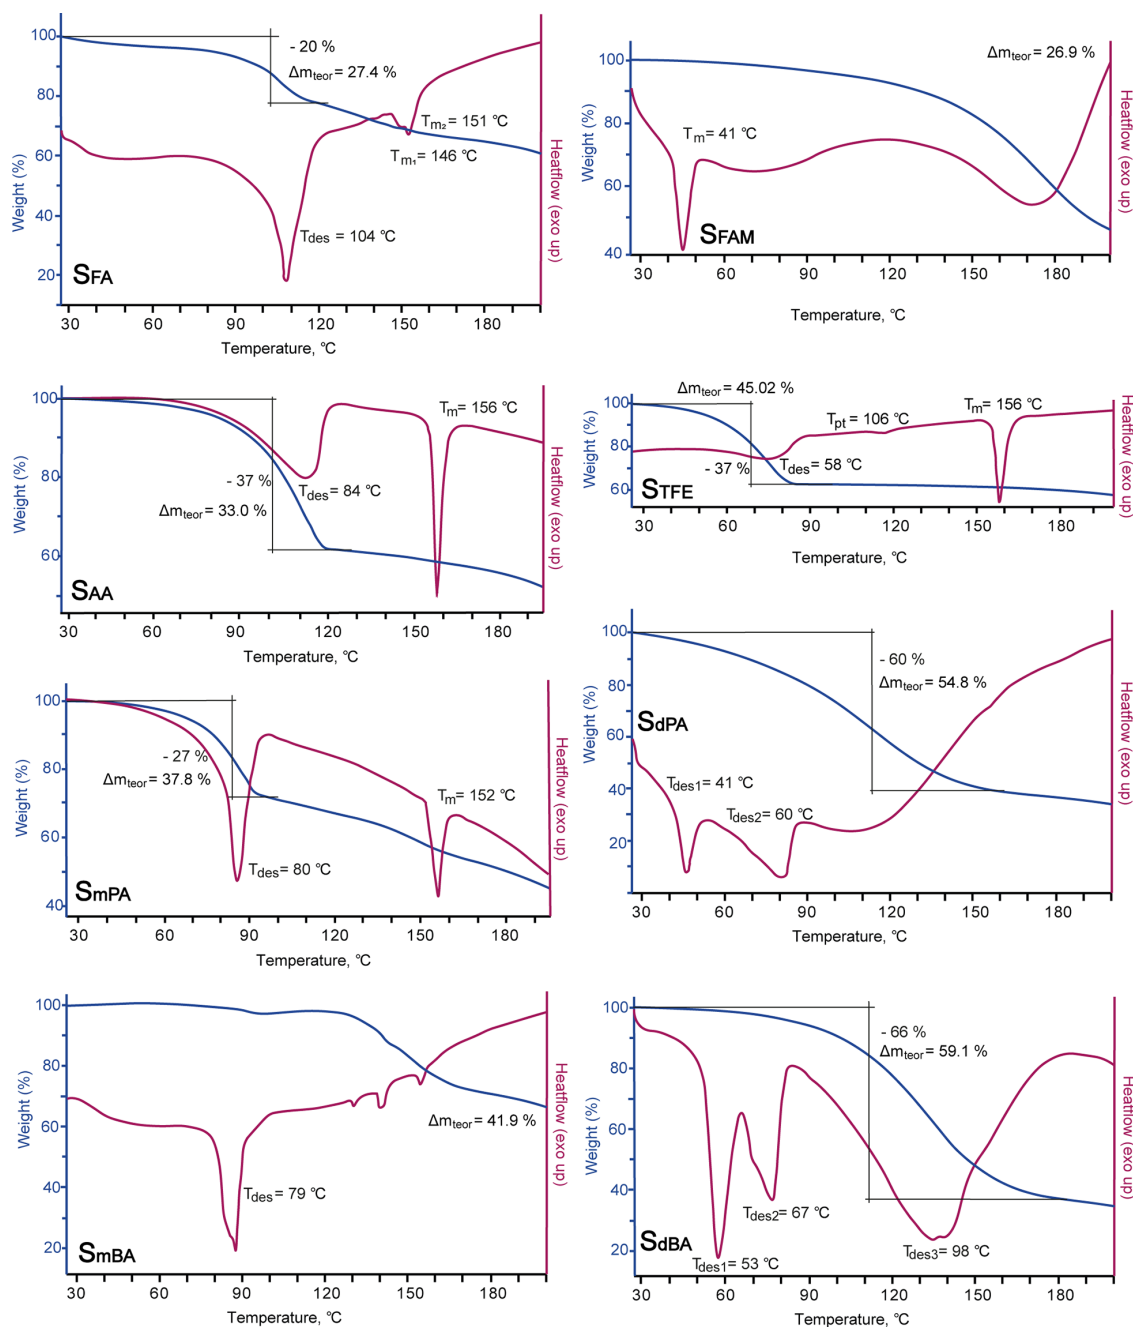 100
80
60
40
20
Weight (%)
- 20 %
Δmteor = 27.4 %
Tm2 = 151 °C
Tm1 = 146 °C
Tdes = 104 °C
SFA
Heatflow (exo up)
30 60 90 120 150 180
Temperature, °C
100
80
60
40
Weight (%)
Δmteor = 26.9 %
Tm = 41 °C
SFAM
Heatflow (exo up)
30 60 90 120 150 180
Temperature, °C
100
80
60
Weight (%)
Tm = 156 °C
- 37 %
Tdes = 84 °C
Δmteor = 33.0 %
SAA
Heatflow (exo up)
30 60 90 120 150 180
Temperature, °C
Δmteor = 45.02 %
100
80
60
Weight (%)
Tpt = 106 °C
Tm = 156 °C
- 37 %
Tdes = 58 °C
STFE
Heatflow (exo up)
30 60 90 120 150 180
Temperature, °C
100
80
60
40
Weight (%)
- 27 %
Δmteor = 37.8 %
Tm = 152 °C
Tdes = 80 °C
SmPA
Heatflow (exo up)
30 60 90 120 150 180
Temperature, °C
100
80
60
40
20
Weight (%)
- 60 %
Δmteor = 54.8 %
SdPA
Tdes1 = 41 °C
Tdes2 = 60 °C
Heatflow (exo up)
30 60 90 120 150 180
Temperature, °C
100
80
60
40
20
Weight (%)
Δmteor = 41.9 %
Tdes = 79 °C
SmBA
Heatflow (exo up)
30 60 90 120 150 180
Temperature, °C
100
80
60
40
20
Weight (%)
- 66 %
Δmteor = 59.1 %
Tdes2 = 67 °C
SdBA
Tdes1 = 53 °C
Tdes3 = 98 °C
Heatflow (exo up)
30 60 90 120 150 180
Temperature, °C